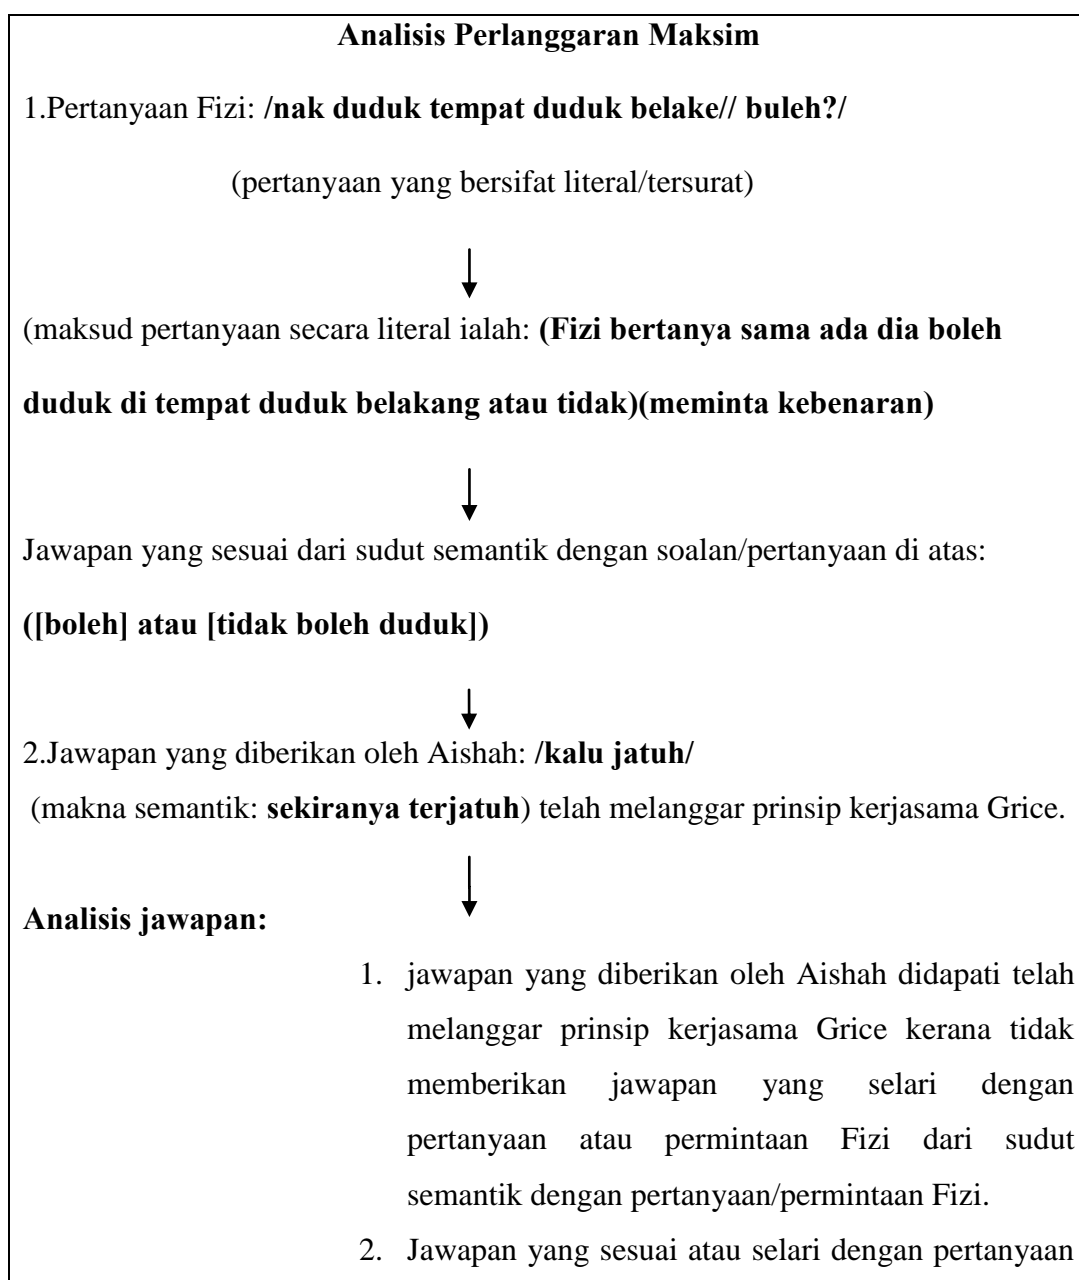 Analisis Perlanggaran Maksim
1.Pertanyaan Fizi: /nak duduk tempat duduk belake// buleh?/
(pertanyaan yang bersifat literal/tersurat)
(maksud pertanyaan secara literal ialah: (Fizi bertanya sama ada dia boleh
duduk di tempat duduk belakang atau tidak)(meminta kebenaran)
Jawapan yang sesuai dari sudut semantik dengan soalan/pertanyaan di atas:
([boleh] atau [tidak boleh duduk])
2.Jawapan yang diberikan oleh Aishah: /kalu jatuh/
(makna semantik: sekiranya terjatuh) telah melanggar prinsip kerjasama Grice.
Analisis jawapan:
1. jawapan yang diberikan oleh Aishah didapati telah
melanggar prinsip kerjasama Grice kerana tidak
memberikan jawapan yang selari dengan
pertanyaan atau permintaan Fizi dari sudut
semantik dengan pertanyaan/permintaan Fizi.
2. Jawapan yang sesuai atau selari dengan pertanyaan